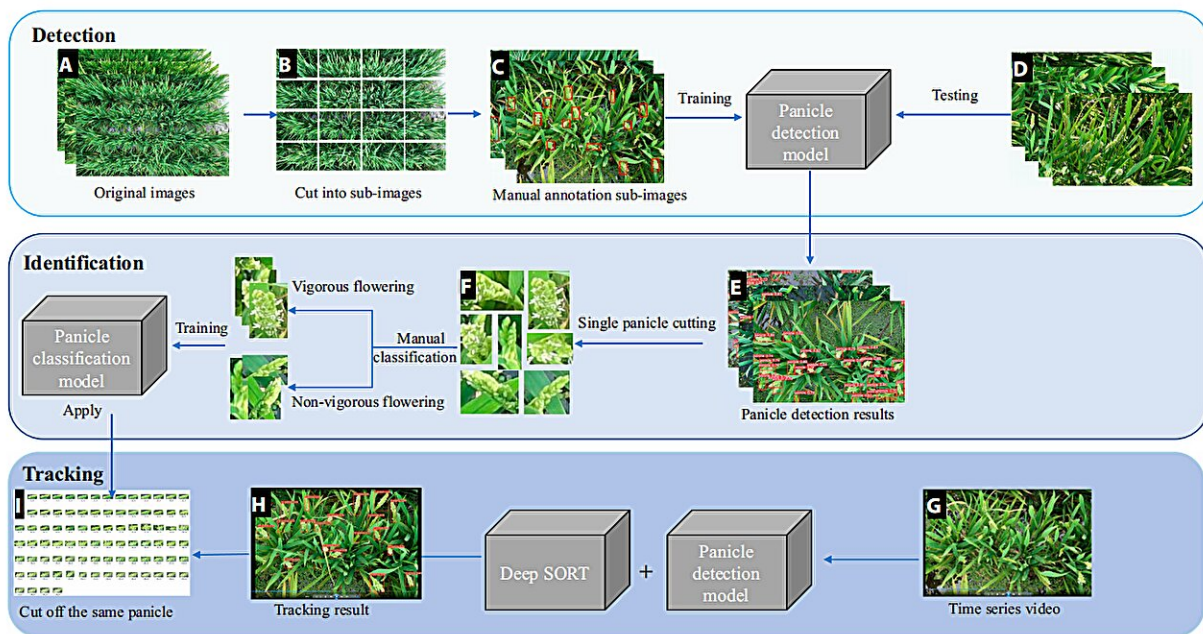 Detection
A
B
C
D
Training
Testing
Panicle
detection
model
Original images
Cut into sub-images
Manual annotation sub-images
Identification
Panicle
classification
model
Training
Apply
Vigorous flowering
Non-vigorous flowering
Manual
classification
F
Single panicle cutting
E
Panicle detection results
Tracking
I
Cut off the same panicle
H
Tracking result
Deep SORT
+
Panicle
detection
model
G
Time series video